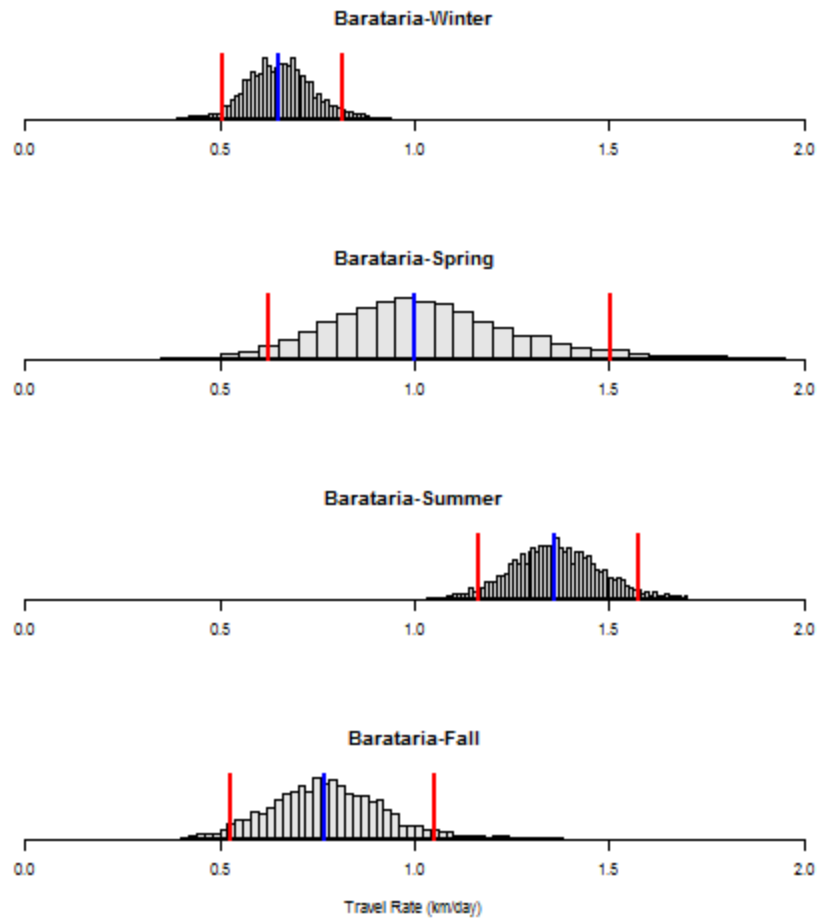 Barataria-Winter
0.0 0.5 1.0 1.5 2.0
Barataria-Spring
0.0 0.5 1.0 1.5 2.0
Barataria-Summer
0.0 0.5 1.0 1.5 2.0
Barataria-Fall
0.0 0.5 1.0 1.5 2.0
Travel Rate (km/day)